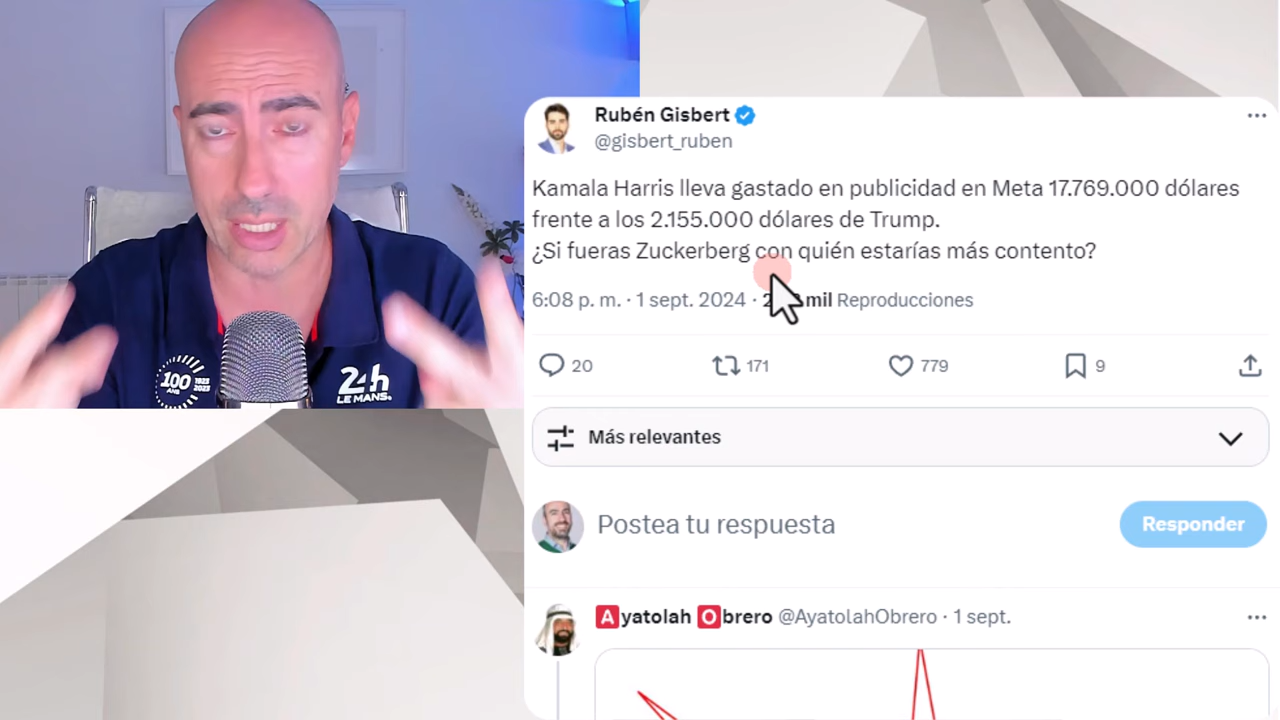 Rubén Gisbert
@gisbert_ruben
Kamala Harris lleva gastado en publicidad en Meta 17.769.000 dólares
frente a los 2.155.000 dólares de Trump.
¿Si fueras Zuckerberg con quién estarías más contento?
6:08 p. m. · 1 sept. 2024 · mil Reproducciones
20 171 779 9
Más relevantes
Postea tu respuesta
Responder
Ayatolah Obrero @AyatolahObrero · 1 sept.
100
ANS
1923
2023
24h
LE MANS